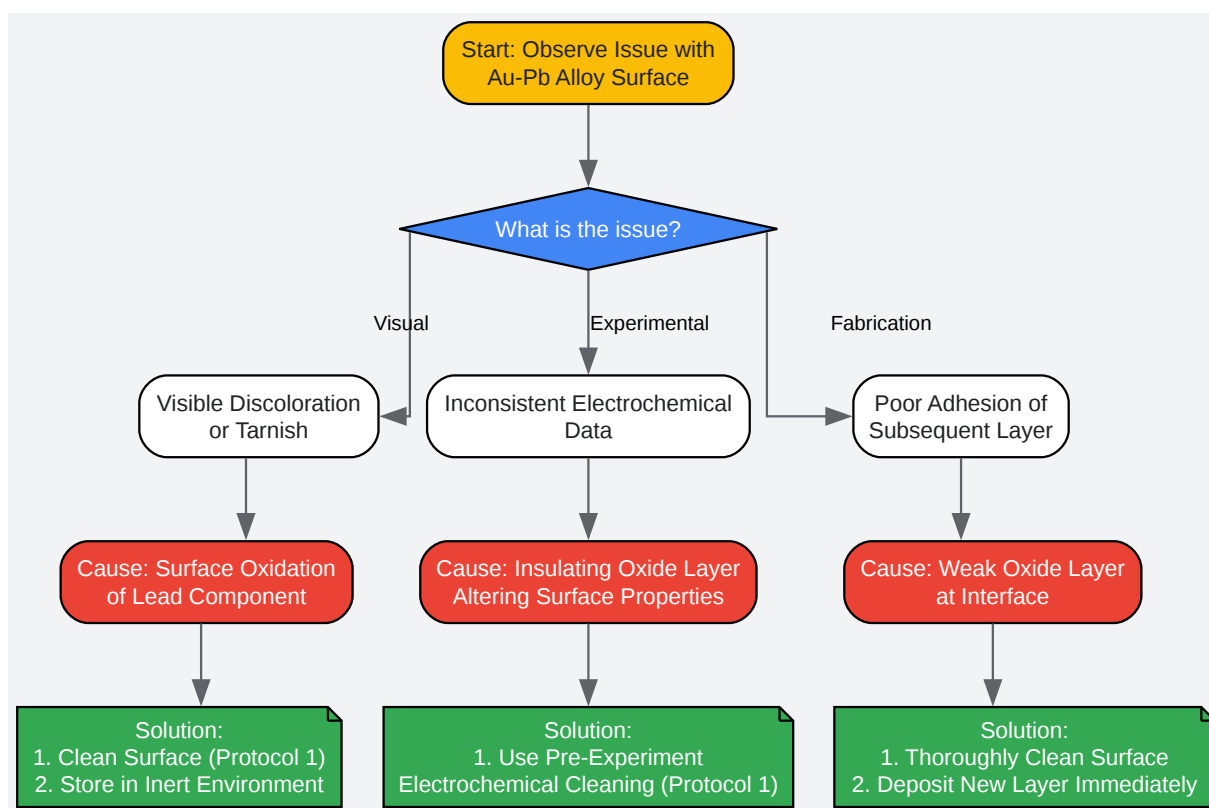 Start: Observe Issue with
Au-Pb Alloy Surface
What is the issue?
Visual
Experimental
Fabrication
Visible Discoloration
or Tarnish
Inconsistent Electrochemical
Data
Poor Adhesion of
Subsequent Layer
Cause: Surface Oxidation
of Lead Component
Cause: Insulating Oxide Layer
Altering Surface Properties
Cause: Weak Oxide Layer
at Interface
Solution:
1. Clean Surface (Protocol 1)
2. Store in Inert Environment
Solution:
1. Use Pre-Experiment
Electrochemical Cleaning (Protocol 1)
Solution:
1. Thoroughly Clean Surface
2. Deposit New Layer Immediately